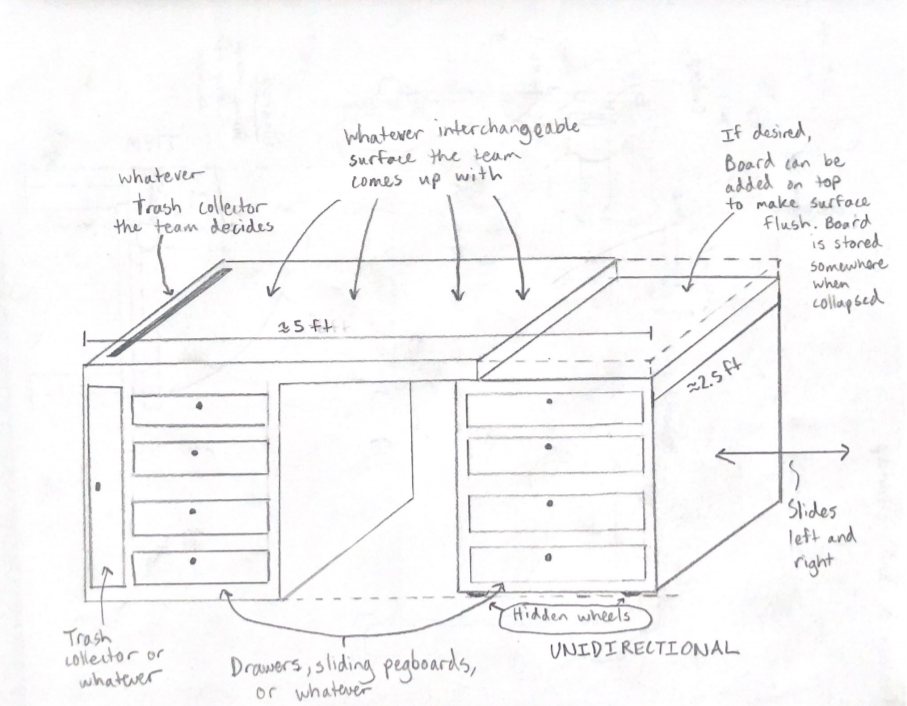 whatever
Trash collector
the team decides
Whatever interchangeable
surface the team
comes up with
If desired,
Board can be
added on top
to make surface
flush. Board
is stored
somewhere
when
collapsed
≈5 ft
≈2.5ft
Slides
left and
right
Hidden wheels
UNIDIRECTIONAL
Trash
collector or
whatever
Drawers, sliding pegboards,
or whatever